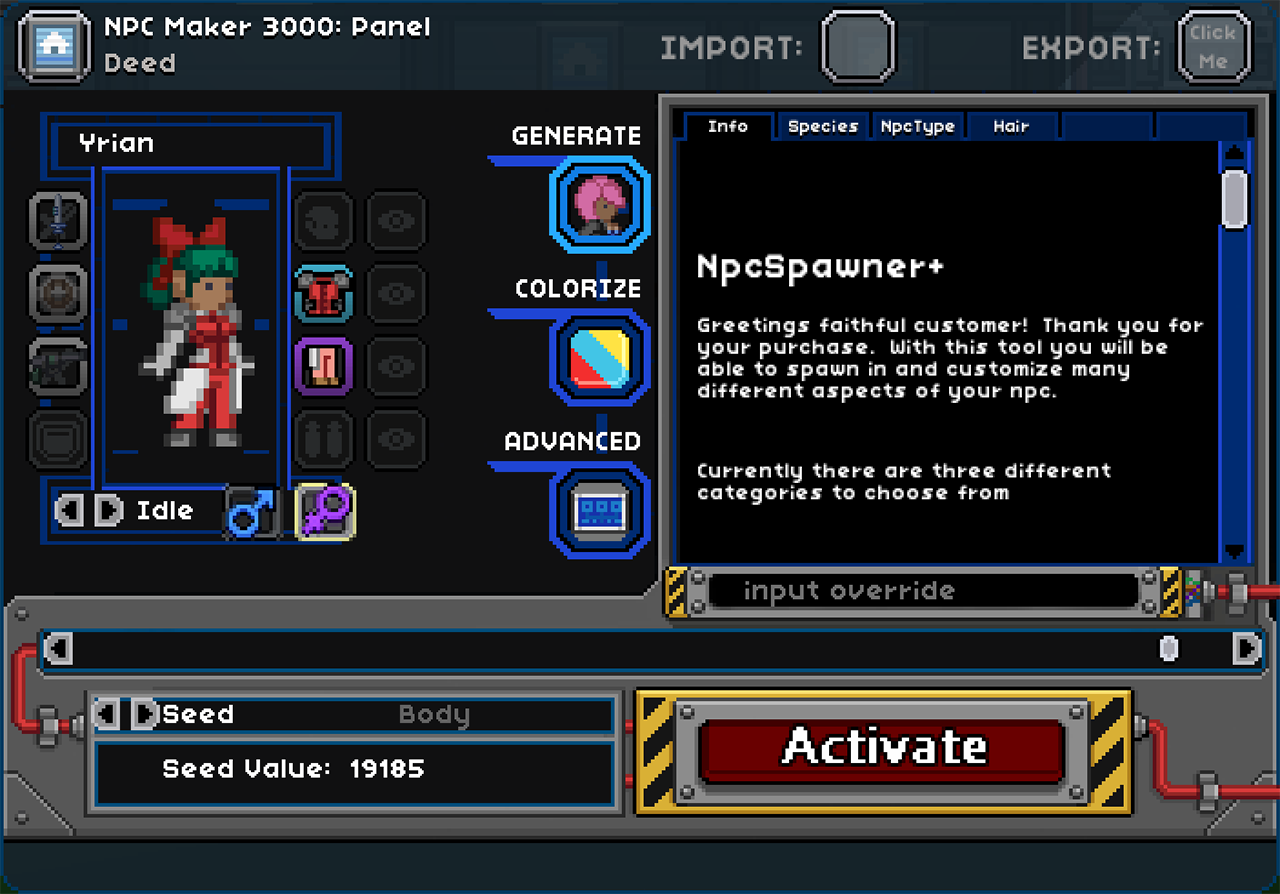 NPC Maker 3000: Panel
Deed
IMPORT:
EXPORT:
Click
Me
Yrian
GENERATE
COLORIZE
ADVANCED
Idle
Info
Species
NpcType
Hair
NpcSpawner+
Greetings faithful customer! Thank you for
your purchase. With this tool you will be
able to spawn in and customize many
different aspects of your npc.
Currently there are three different
categories to choose from
input override
Seed
Body
Seed Value: 19185
Activate